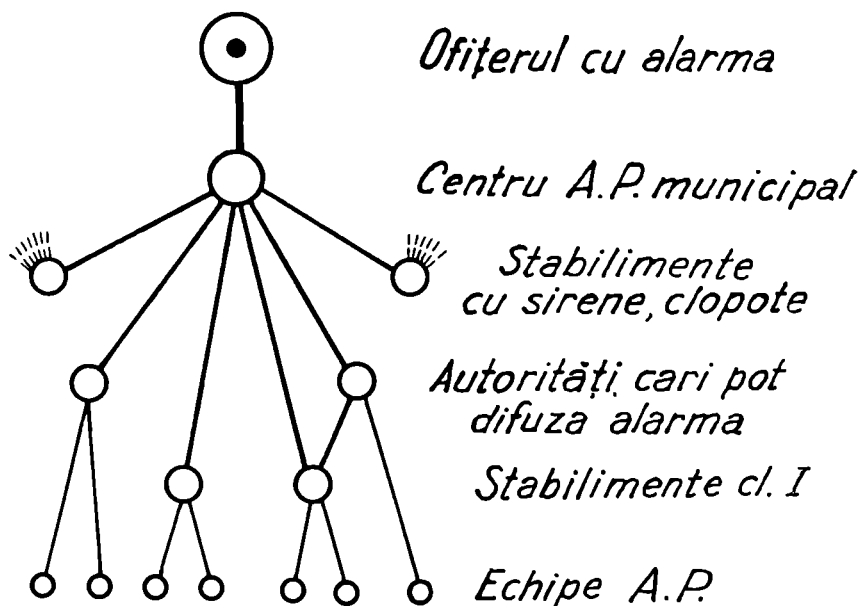 Ofițerul cu alarma
Centru A.P. municipal
Stabilimente
cu sirene, clopote
Autorități cari pot
difuza alarma
Stabilimente cl. I
Echipe A.P.